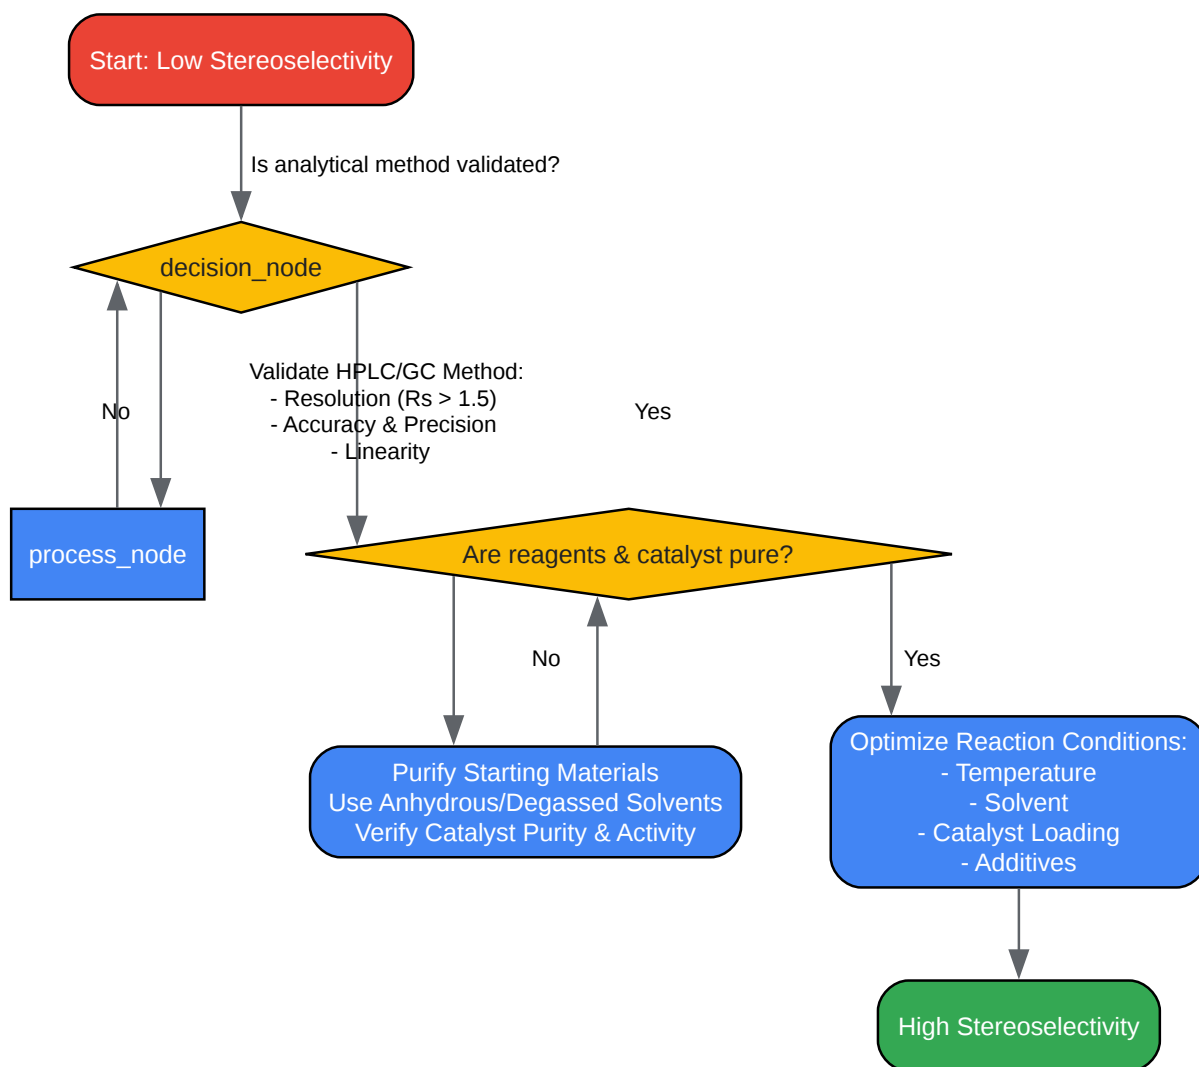 Start: Low Stereoselectivity
Is analytical method validated?
decision_node
Validate HPLC/GC Method:
- Resolution (Rs > 1.5)
- Accuracy & Precision
- Linearity
No
Yes
process_node
Are reagents & catalyst pure?
No
Yes
Purify Starting Materials
Use Anhydrous/Degassed Solvents
Verify Catalyst Purity & Activity
Optimize Reaction Conditions:
- Temperature
- Solvent
- Catalyst Loading
- Additives
High Stereoselectivity